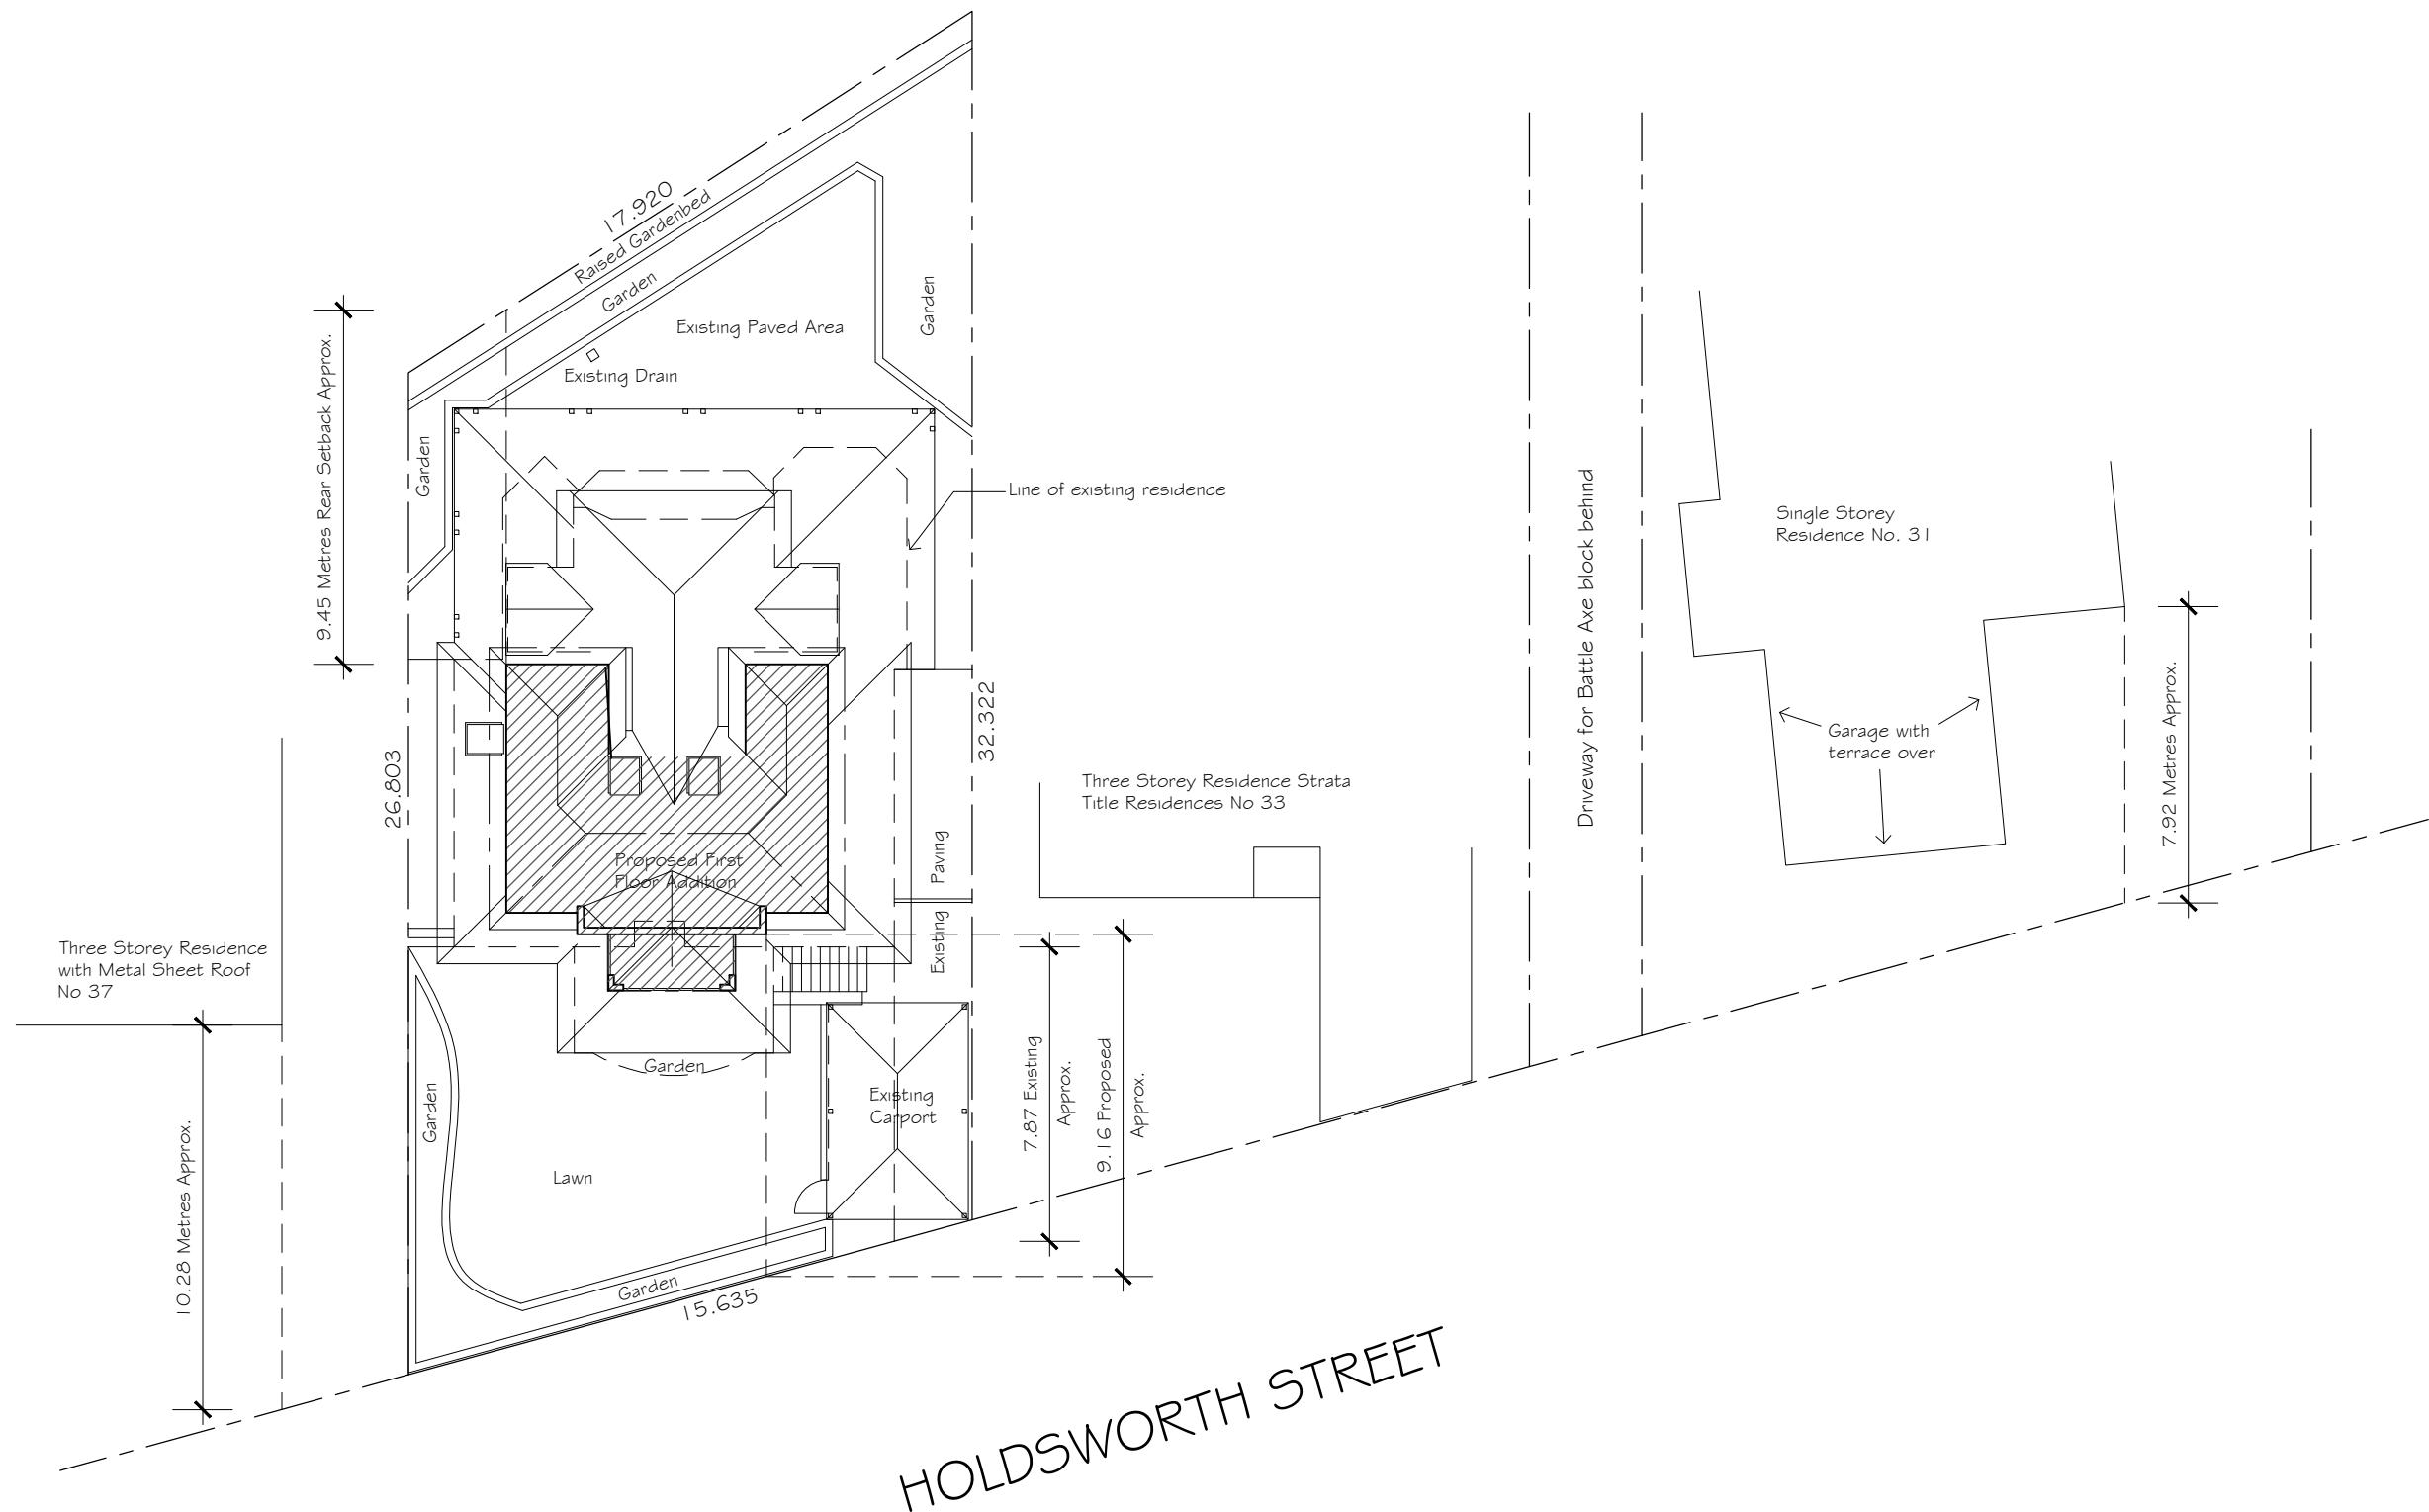 17.920
Raised Gardenbed
Garden
Garden
Existing Paved Area
Existing Drain
Garden
9.45 Metres Rear Setback Approx.
Line of existing residence
Driveway for Battle Axe block behind
Single Storey
Residence No. 31
Garage with
terrace over
7.92 Metres Approx.
26.803
32.322
Three Storey Residence Strata
Title Residences No 33
Proposed First
Floor Addition
Existing Paving
Three Storey Residence
with Metal Sheet Roof
No 37
10.28 Metres Approx.
Garden
Garden
Existing
Carport
7.87 Existing
Approx.
9.16 Proposed
Approx.
Lawn
Garden
15.635
HOLDSWORTH STREET